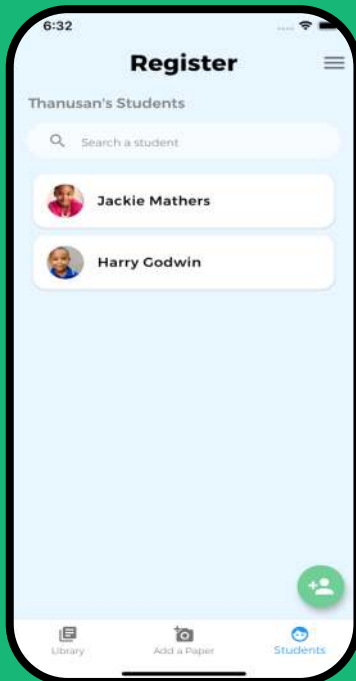 6:32
Register
Thanusan's Students
Search a student
Jackie Mathers
Harry Godwin
Library
Add a Paper
Students